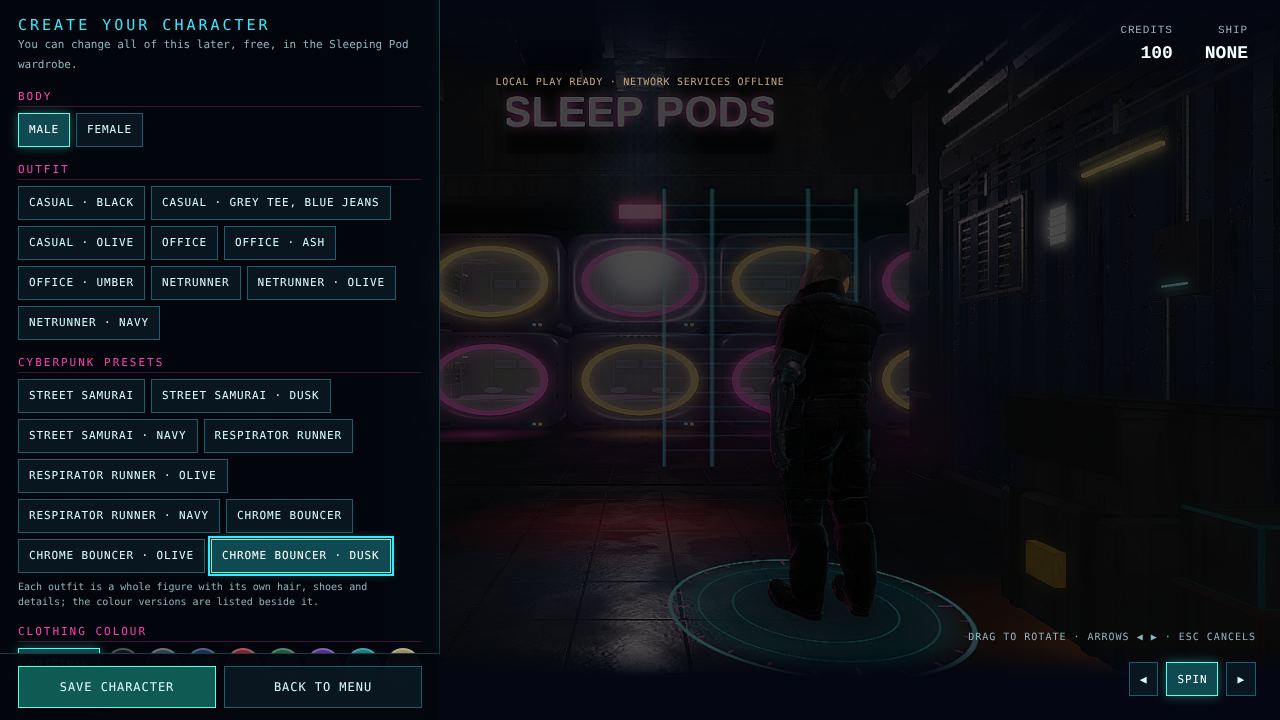 CREATE YOUR CHARACTER
You can change all of this later, free, in the Sleeping Pod
wardrobe.
BODY
MALE
FEMALE
OUTFIT
CASUAL · BLACK
CASUAL · GREY TEE, BLUE JEANS
CASUAL · OLIVE
OFFICE
OFFICE · ASH
OFFICE · UMBER
NETRUNNER
NETRUNNER · OLIVE
NETRUNNER · NAVY
CYBERPUNK PRESETS
STREET SAMURAI
STREET SAMURAI · DUSK
STREET SAMURAI · NAVY
RESPIRATOR RUNNER
RESPIRATOR RUNNER · OLIVE
RESPIRATOR RUNNER · NAVY
CHROME BOUNCER
CHROME BOUNCER · OLIVE
CHROME BOUNCER · DUSK
Each outfit is a whole figure with its own hair, shoes and
details; the colour versions are listed beside it.
CLOTHING COLOUR
SAVE CHARACTER
BACK TO MENU
LOCAL PLAY READY · NETWORK SERVICES OFFLINE
SLEEP PODS
CREDITS
100
SHIP
NONE
DRAG TO ROTATE · ARROWS ◀ ▶ · ESC CANCELS
◀
SPIN
▶